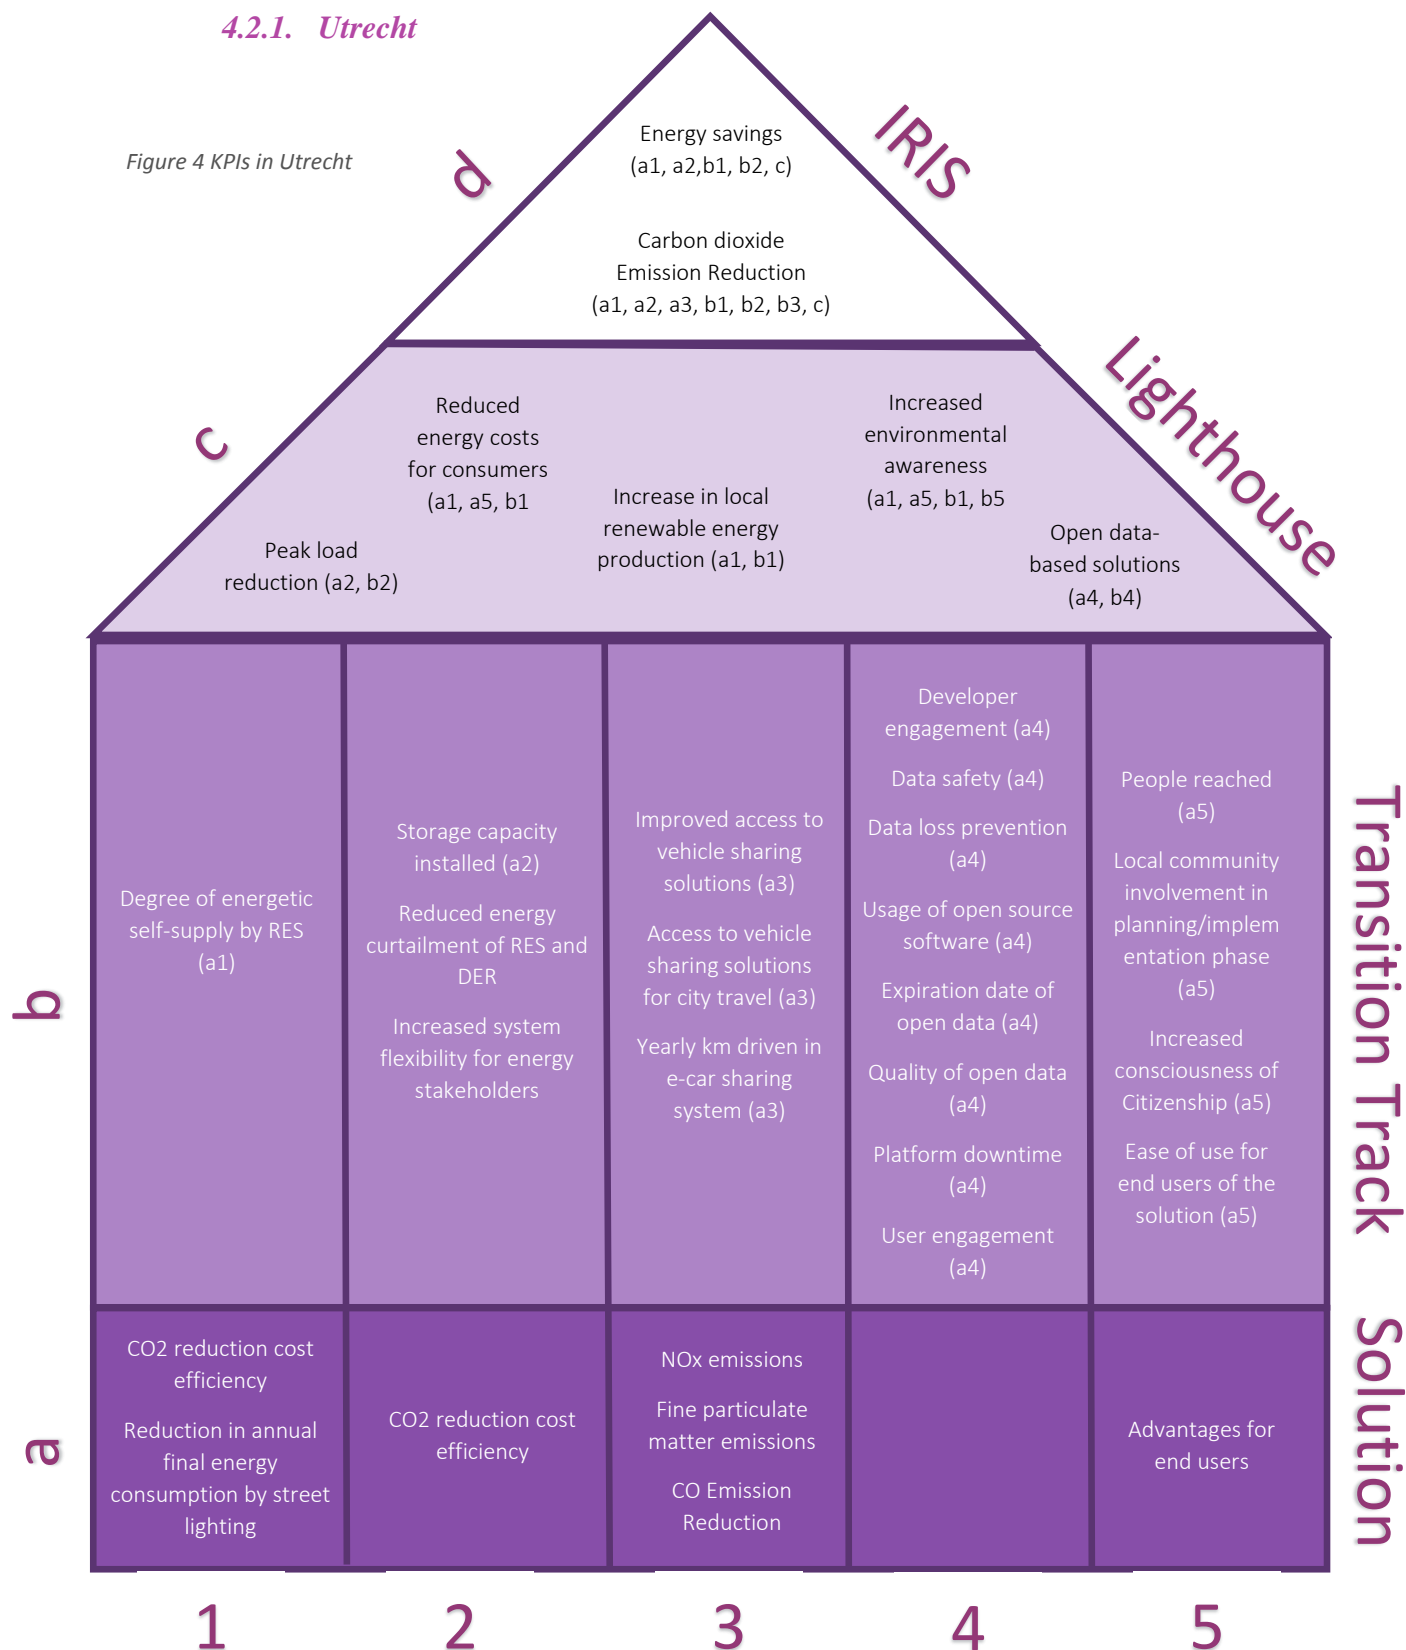 4.2.1. Utrecht
Figure 4 KPIs in Utrecht
d
IRIS
Energy savings
(a1, a2,b1, b2, c)
Carbon dioxide
Emission Reduction
(a1, a2, a3, b1, b2, b3, c)
c
Lighthouse
Reduced
energy costs
for consumers
(a1, a5, b1
Increased
environmental
awareness
(a1, a5, b1, b5
Increase in local
renewable energy
production (a1, b1)
Peak load
reduction (a2, b2)
Open data-
based solutions
(a4, b4)
b
Transition Track
Degree of energetic
self-supply by RES
(a1)
Storage capacity
installed (a2)
Reduced energy
curtailment of RES and
DER
Increased system
flexibility for energy
stakeholders
Improved access to
vehicle sharing
solutions (a3)
Access to vehicle
sharing solutions
for city travel (a3)
Yearly km driven in
e-car sharing
system (a3)
Developer
engagement (a4)
Data safety (a4)
Data loss prevention
(a4)
Usage of open source
software (a4)
Expiration date of
open data (a4)
Quality of open data
(a4)
Platform downtime
(a4)
User engagement
(a4)
People reached
(a5)
Local community
involvement in
planning/implem
entation phase
(a5)
Increased
consciousness of
Citizenship (a5)
Ease of use for
end users of the
solution (a5)
a
Solution
CO2 reduction cost
efficiency
Reduction in annual
final energy
consumption by street
lighting
CO2 reduction cost
efficiency
NOx emissions
Fine particulate
matter emissions
CO Emission
Reduction
Advantages for
end users
1 2 3 4 5